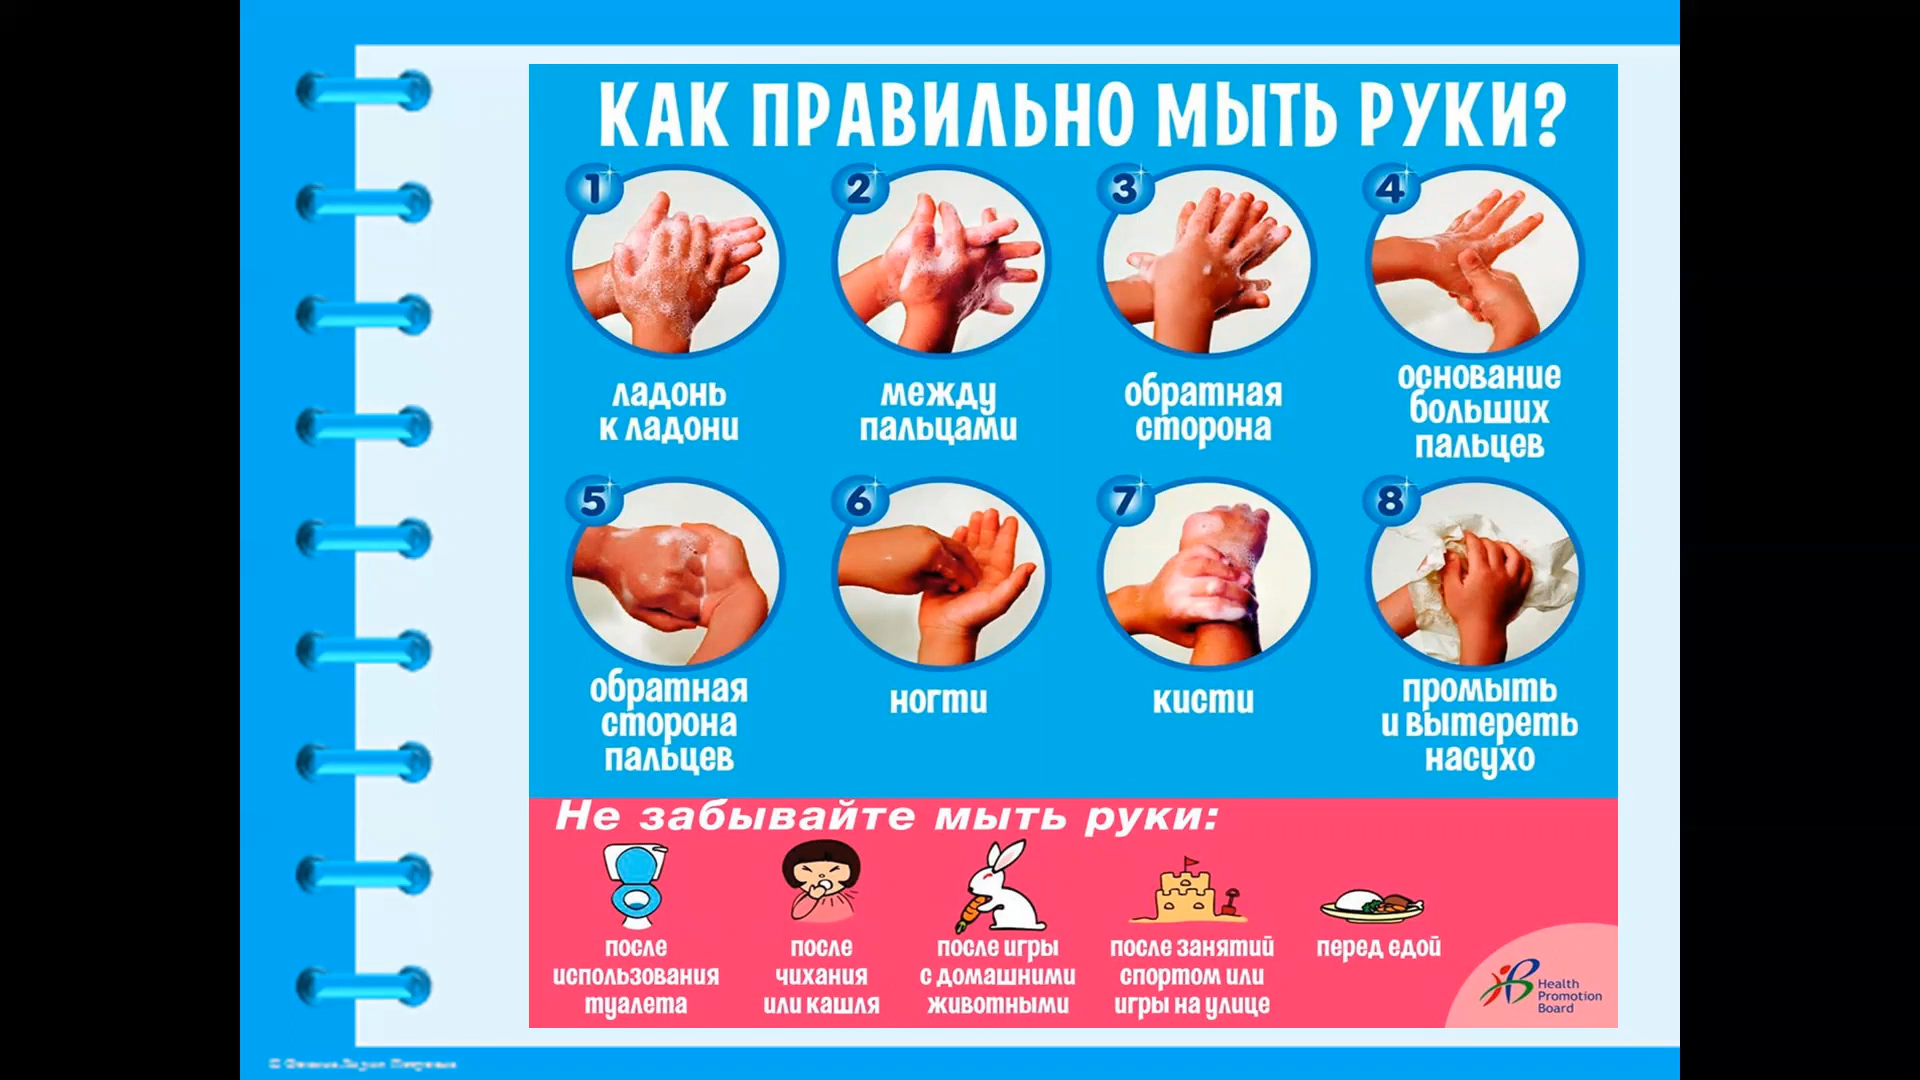 КАК ПРАВИЛЬНО МЫТЬ РУКИ?
1
2
3
4
ладонь
к ладони
между
пальцами
обратная
сторона
основание
больших
пальцев
5
6
7
8
обратная
сторона
пальцев
ногти
кисти
промыть
и вытереть
насухо
Не забывайте мыть руки:
после
использования
туалета
после
чихания
или кашля
после игры
с домашними
животными
после занятий
спортом или
игры на улице
перед едой
Health
Promotion
Board